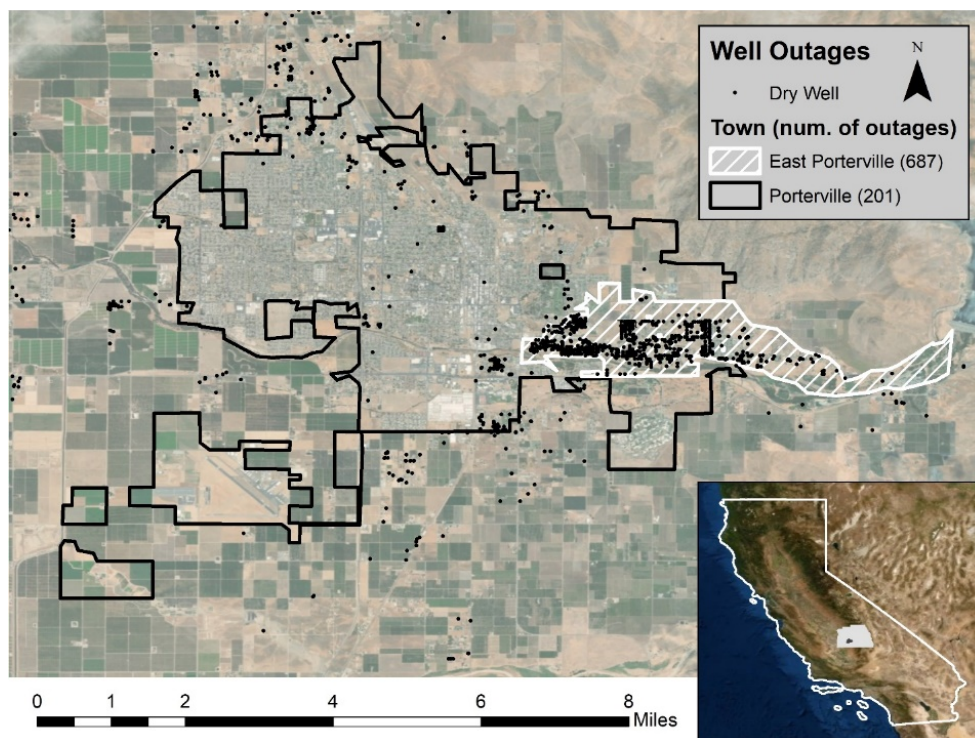 Well Outages
N
Dry Well
Town (num. of outages)
East Porterville (687)
Porterville (201)
0 1 2 4 6 8
Miles